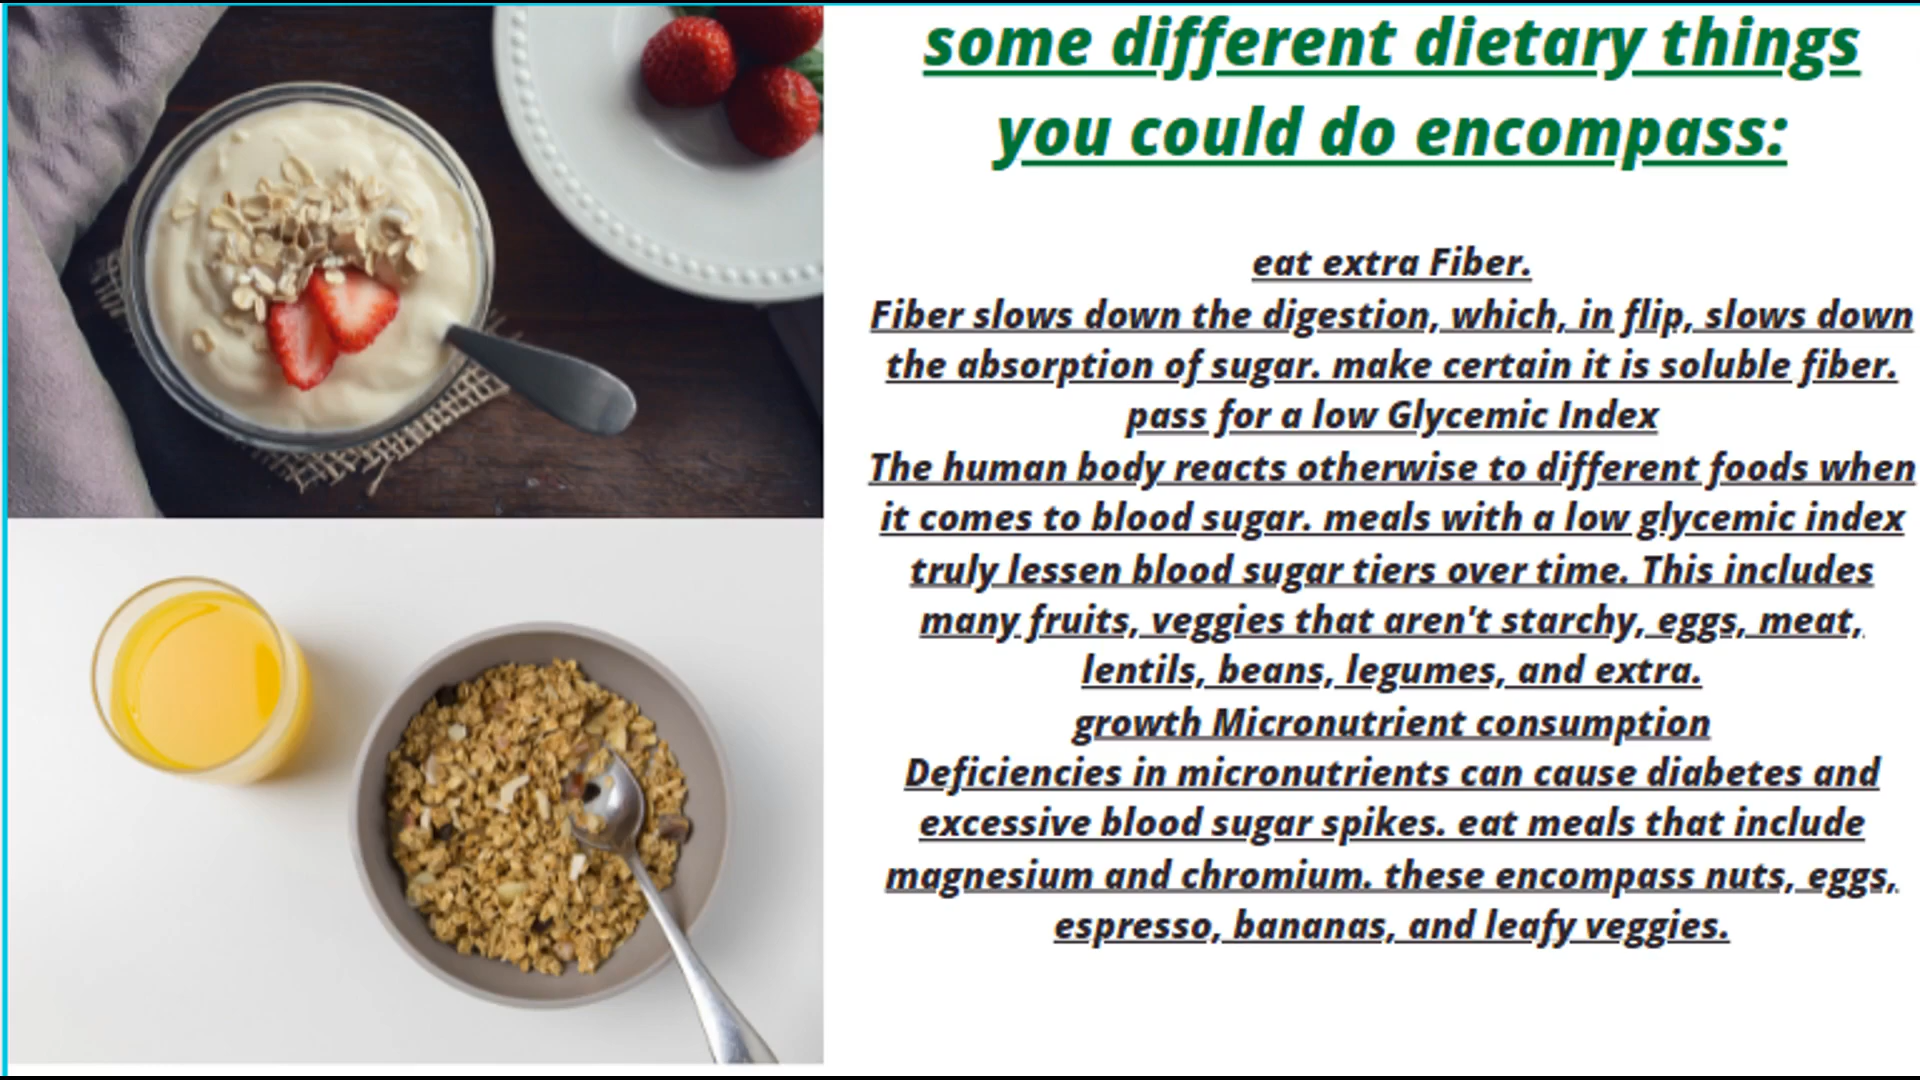 some different dietary things
you could do encompass:
eat extra Fiber.
Fiber slows down the digestion, which, in flip, slows down
the absorption of sugar. make certain it is soluble fiber.
pass for a low Glycemic Index
The human body reacts otherwise to different foods when
it comes to blood sugar. meals with a low glycemic index
truly lessen blood sugar tiers over time. This includes
many fruits, veggies that aren't starchy, eggs, meat,
lentils, beans, legumes, and extra.
growth Micronutrient consumption
Deficiencies in micronutrients can cause diabetes and
excessive blood sugar spikes. eat meals that include
magnesium and chromium. these encompass nuts, eggs,
espresso, bananas, and leafy veggies.